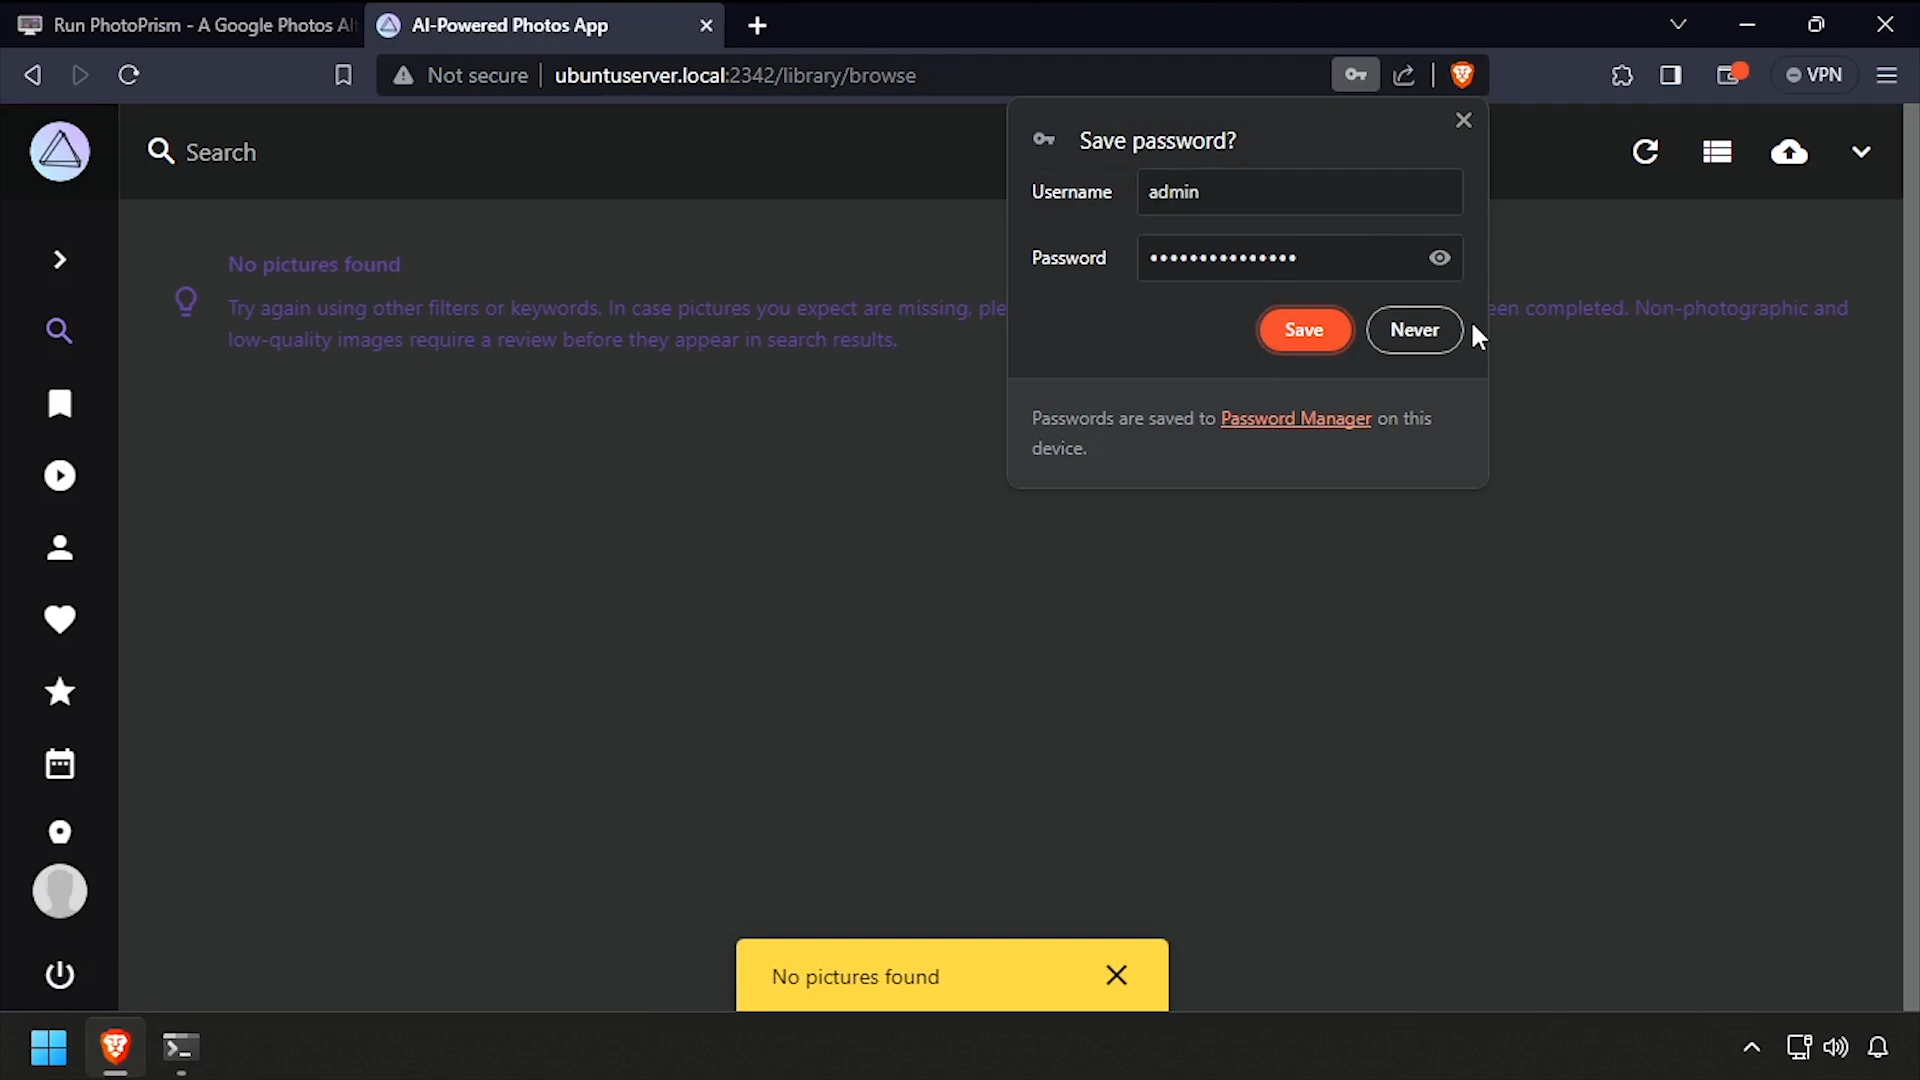 Run PhotoPrism - A Google Photos Al
AI-Powered Photos App
Not secure
ubuntuserver.local:2342/library/browse
VPN
Search
Save password?
Username
admin
Password
•••••••••••••••
Save
Never
Passwords are saved to Password Manager on this
device.
No pictures found
Try again using other filters or keywords. In case pictures you expect are missing, ple
een completed. Non-photographic and
low-quality images require a review before they appear in search results.
No pictures found